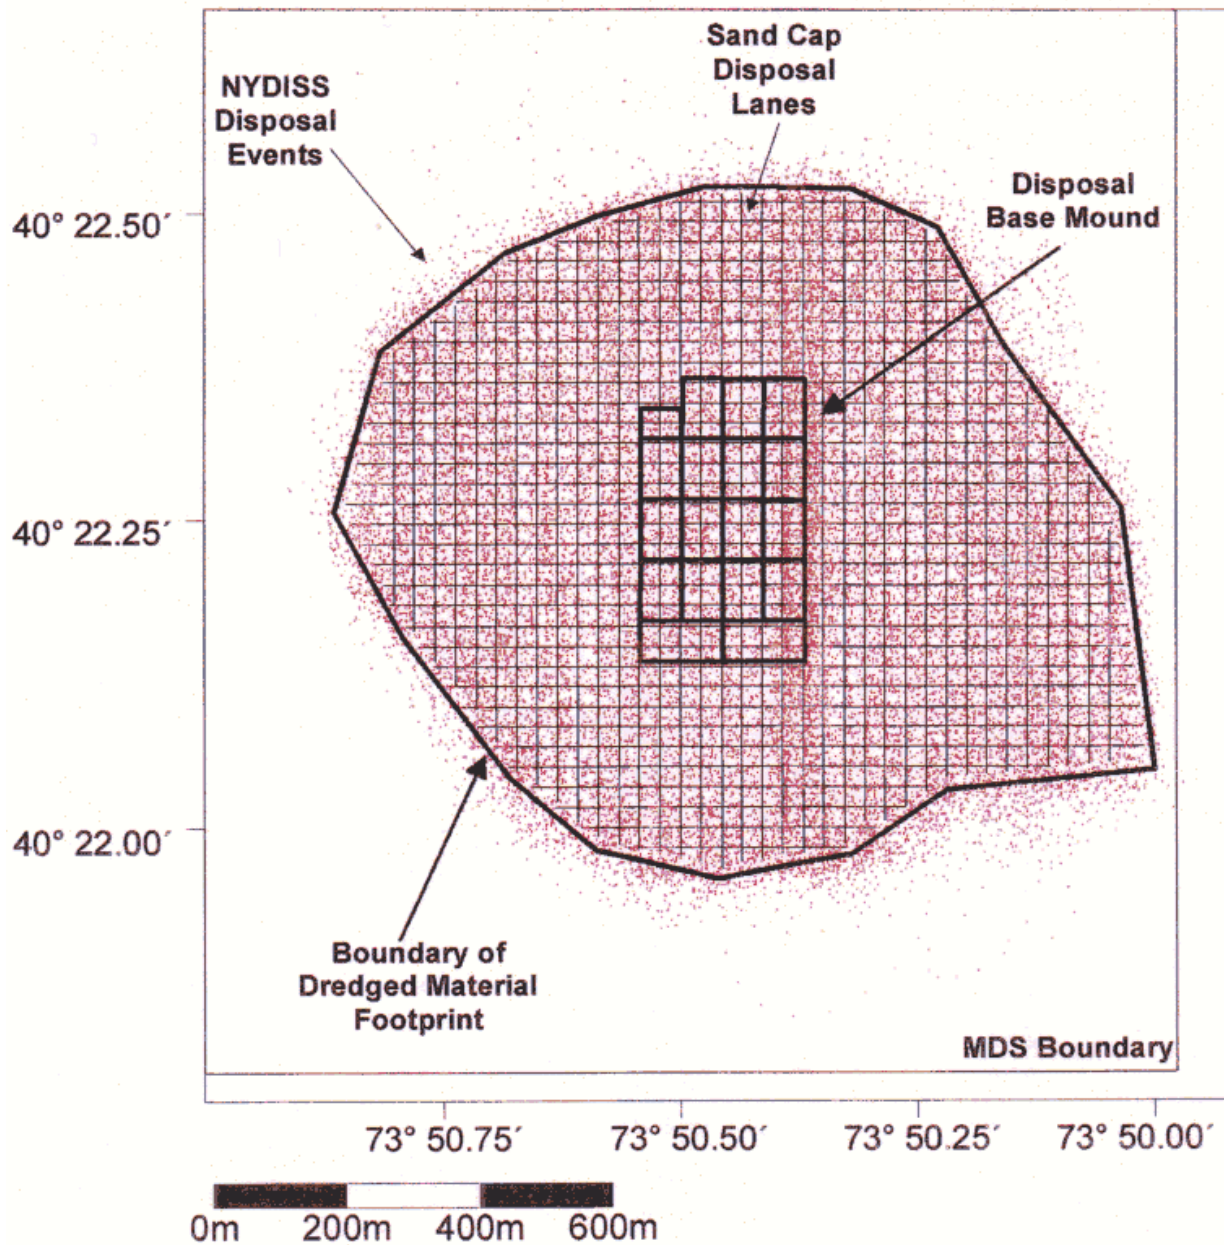 Sand Cap
Disposal
Lanes
NYDISS
Disposal
Events
Disposal
Base Mound
40° 22.50´
40° 22.25´
40° 22.00´
Boundary of
Dredged Material
Footprint
MDS Boundary
73° 50.75´ 73° 50.50´ 73° 50.25´ 73° 50.00´
0m 200m 400m 600m